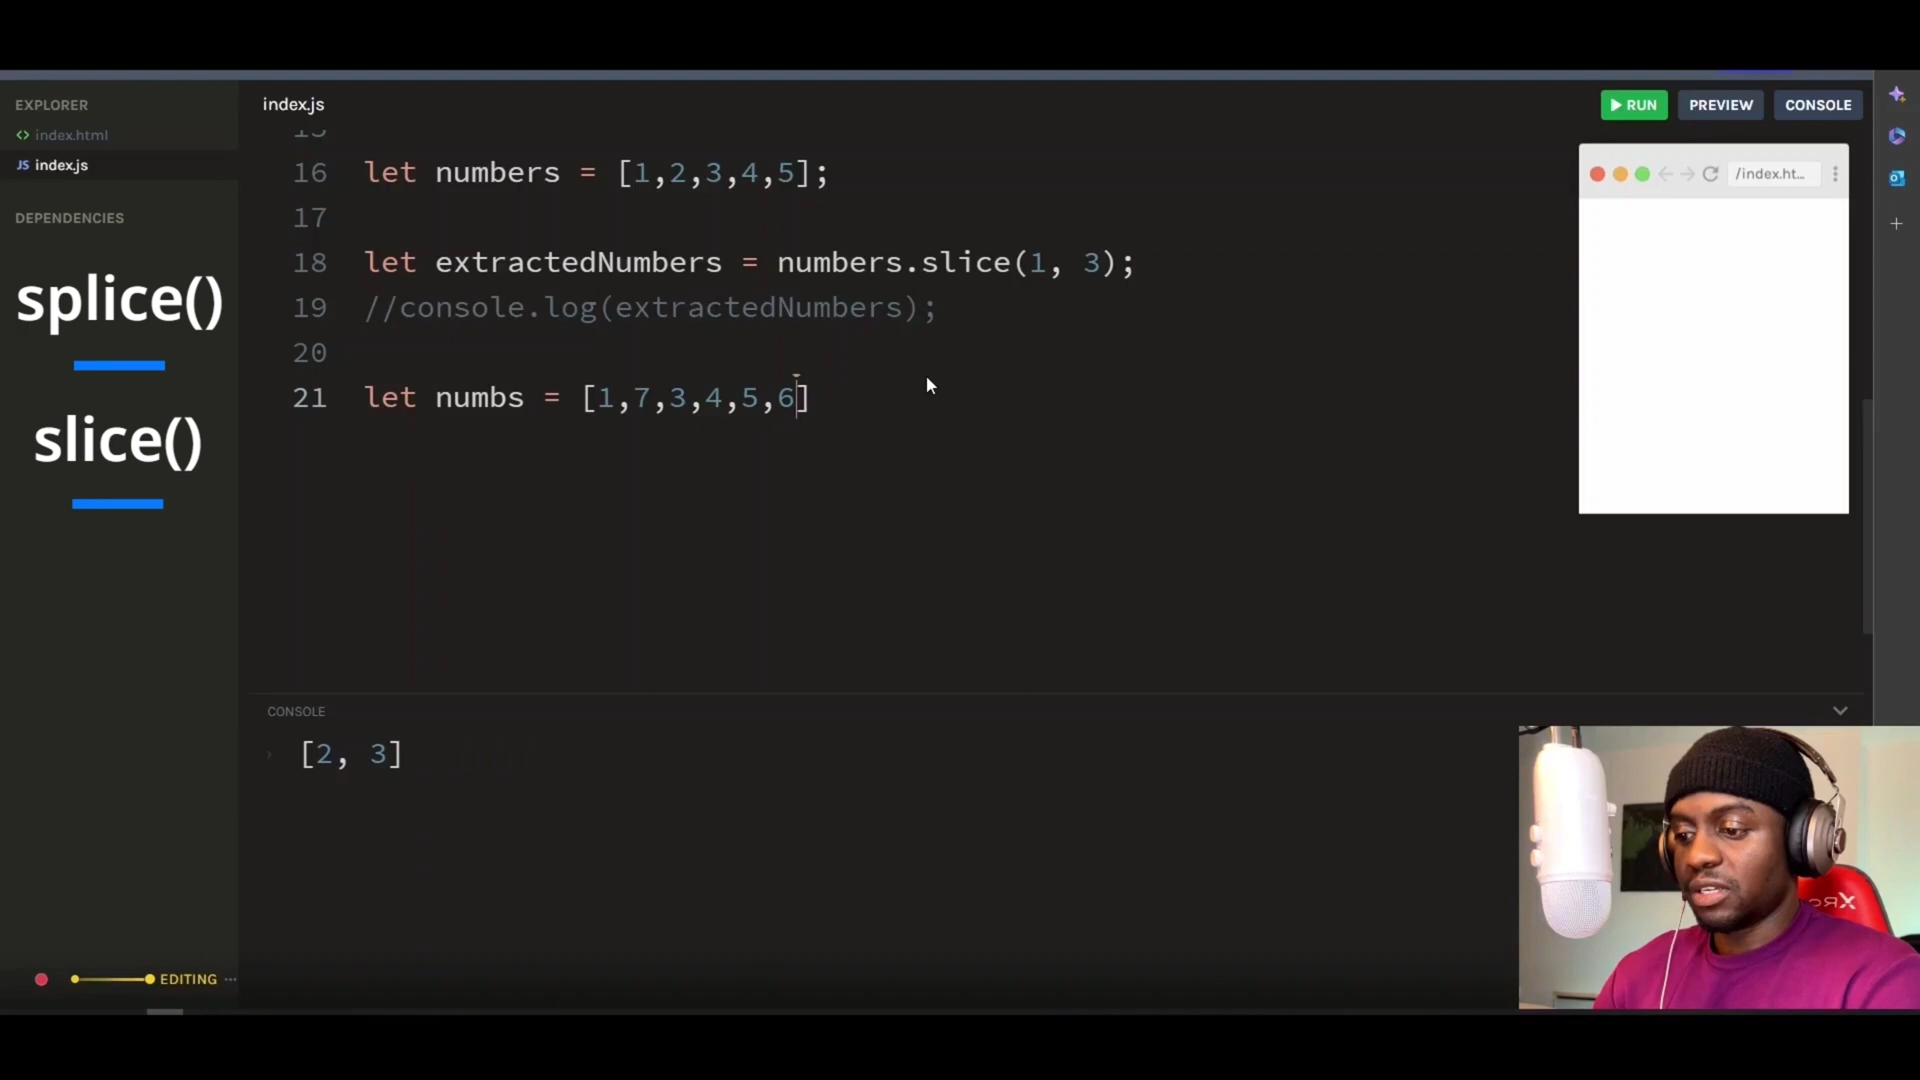 EXPLORER
index.html
JS index.js
DEPENDENCIES
splice()
slice()
EDITING
index.js
RUN
PREVIEW
CONSOLE
15
16 let numbers = [1,2,3,4,5];
17
18 let extractedNumbers = numbers.slice(1, 3);
19 //console.log(extractedNumbers);
20
21 let numbs = [1,7,3,4,5,6]
/index.ht...
CONSOLE
[2, 3]